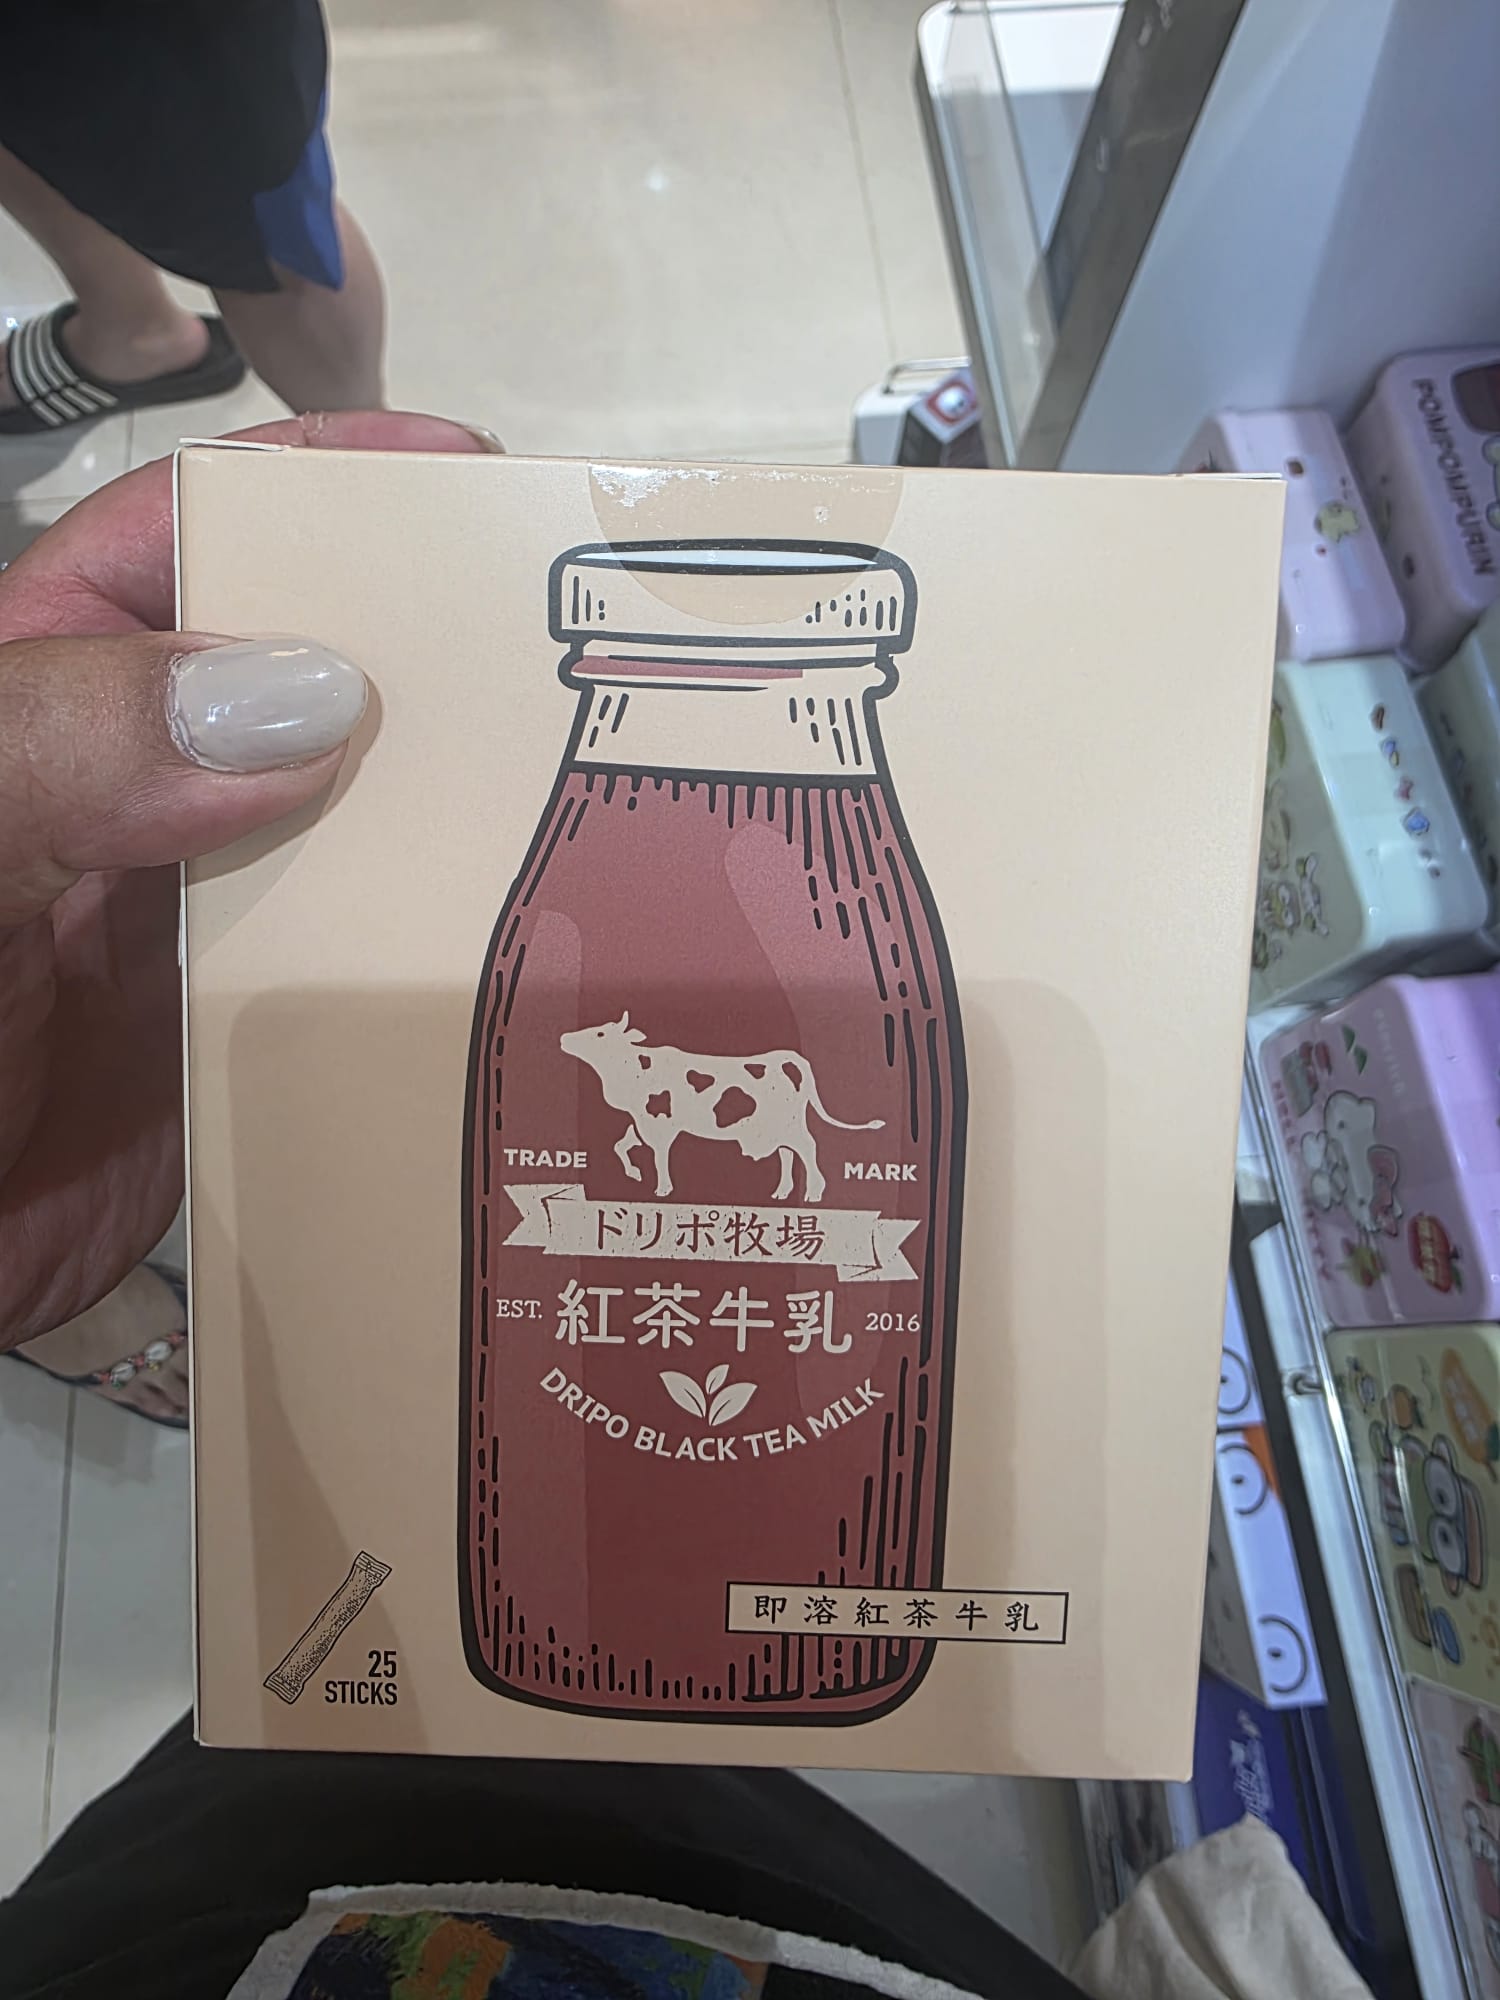 TRADE MARK
ドリポ牧場
EST. 紅茶牛乳 2016
DRIPO BLACK TEA MILK
即溶紅茶牛乳
25
STICKS
POMPOMPURIN